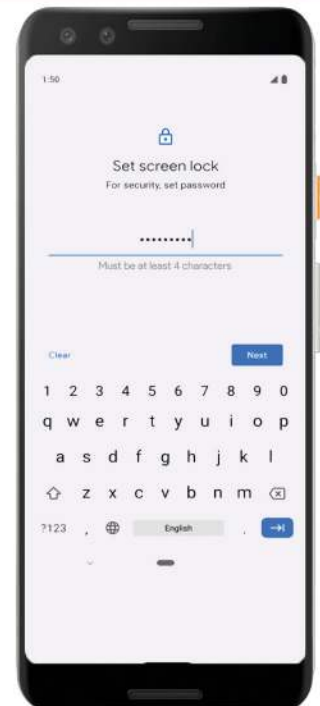 1:50
Set screen lock
For security, set password
•••••••••
Must be at least 4 characters
Clear Next
1 2 3 4 5 6 7 8 9 0
q w e r t y u i o p
a s d f g h j k l
z x c v b n m
?123 , English .